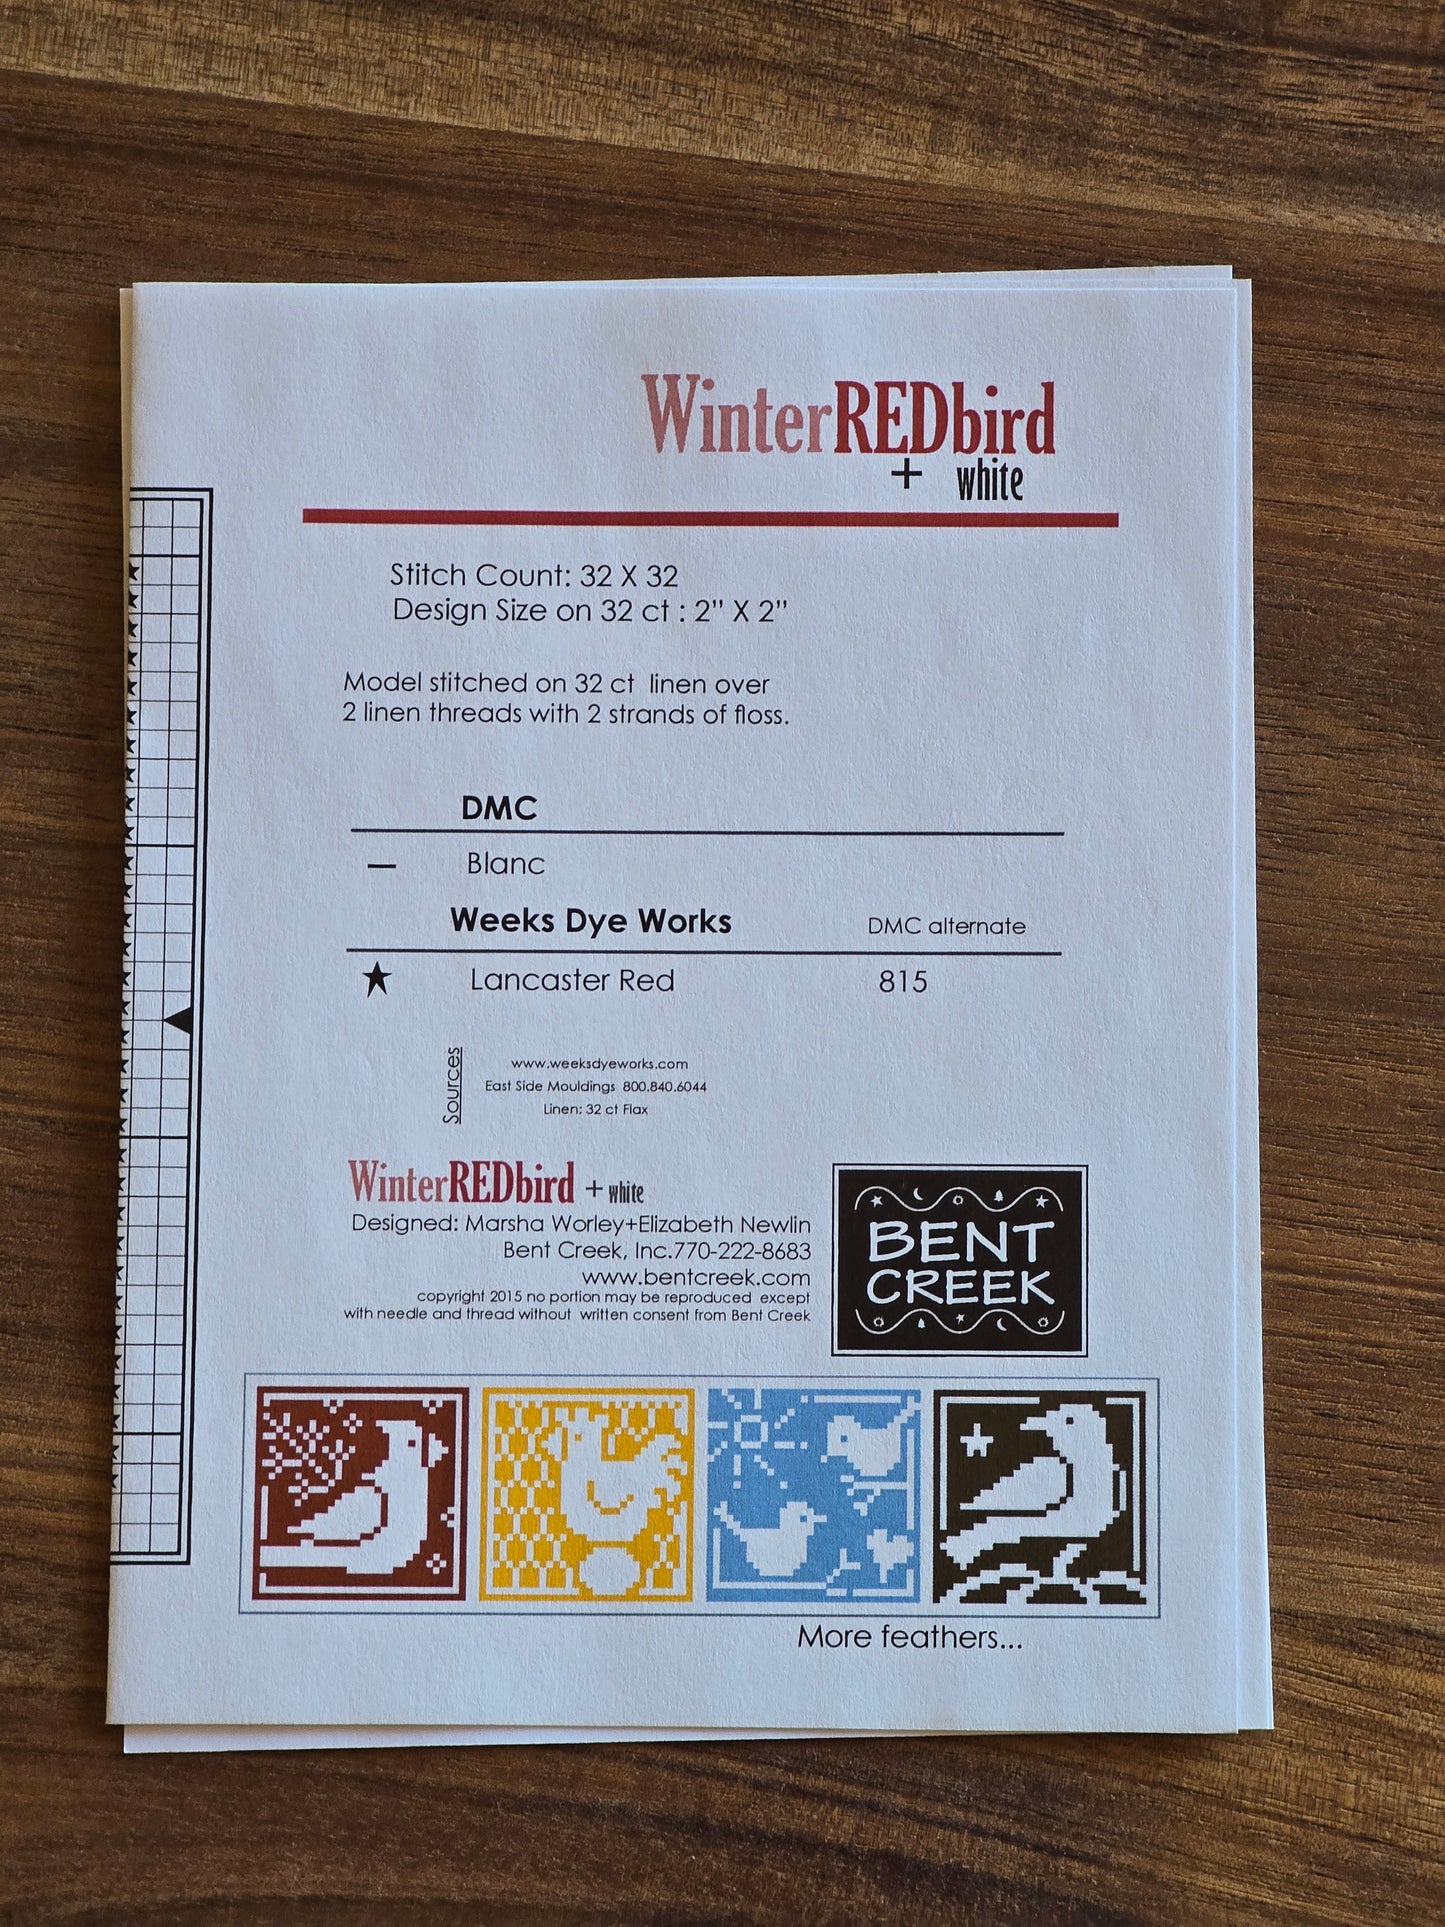 WinterREDbird
+ white
Stitch Count: 32 X 32
Design Size on 32 ct : 2" X 2"
Model stitched on 32 ct linen over
2 linen threads with 2 strands of floss.
DMC
— Blanc
Weeks Dye Works DMC alternate
★ Lancaster Red 815
Sources
www.weeksdyeworks.com
East Side Mouldings 800.840.6044
Linen: 32 ct Flax
WinterREDbird + white
Designed: Marsha Worley+Elizabeth Newlin
Bent Creek, Inc.770-222-8683
www.bentcreek.com
copyright 2015 no portion may be reproduced except
with needle and thread without written consent from Bent Creek
BENT
CREEK
More feathers...